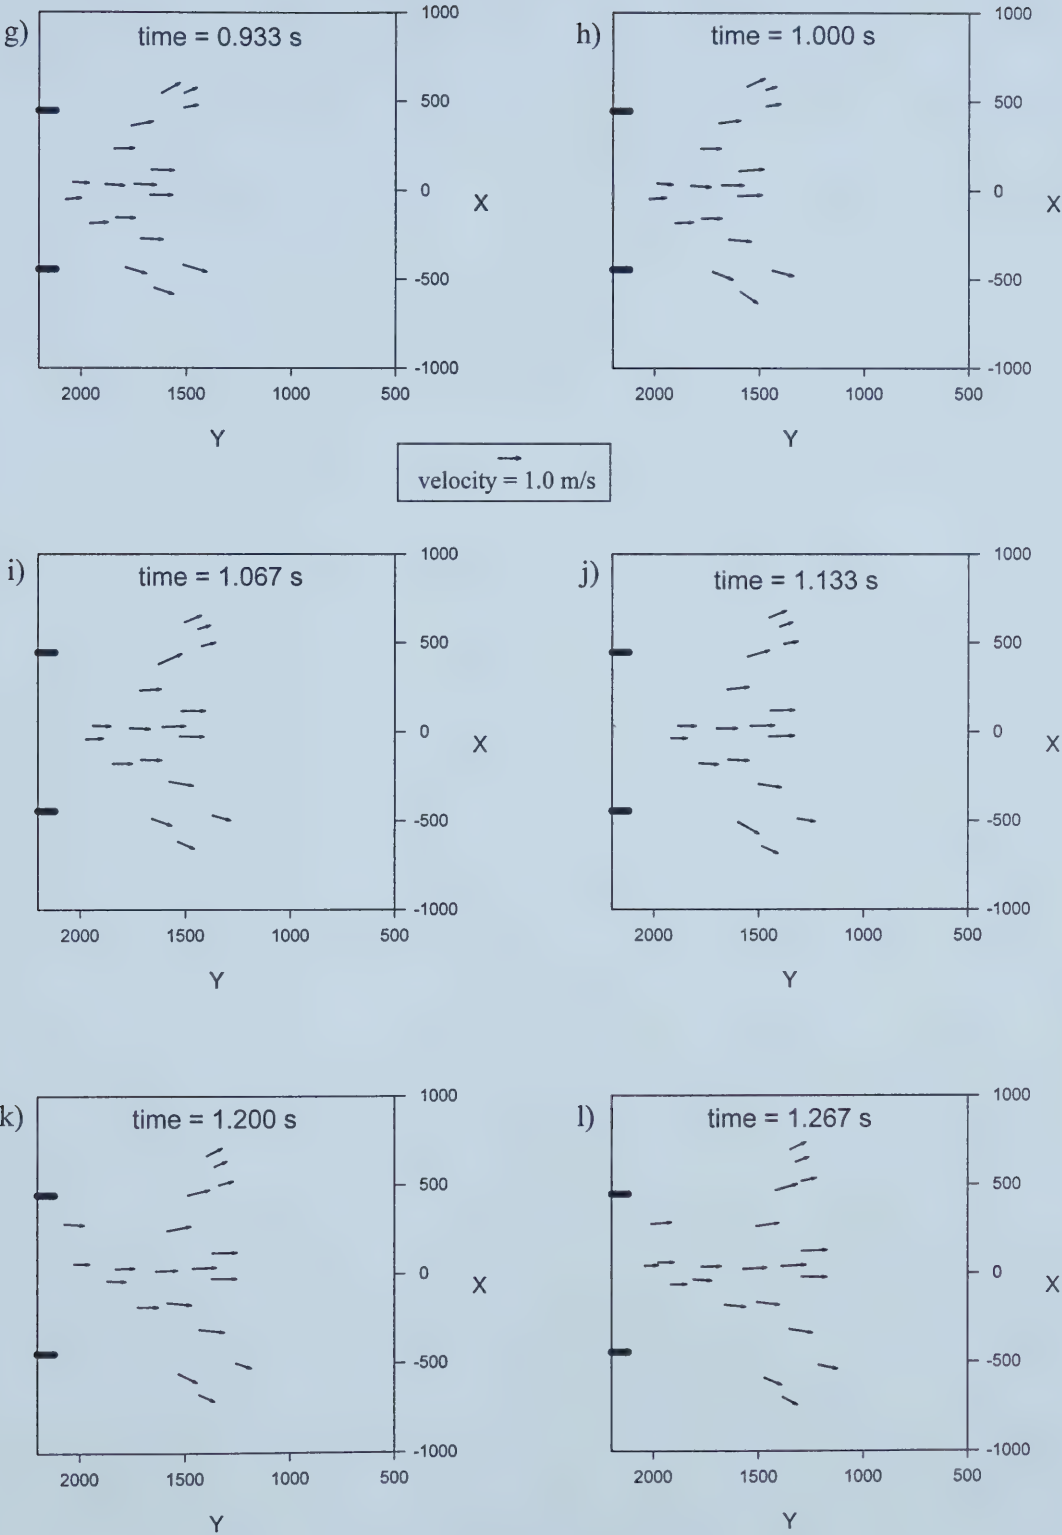 g)
time = 0.933 s
1000
500
0
X
-500
-1000
2000 1500 1000 500
Y
h)
time = 1.000 s
1000
500
0
X
-500
-1000
2000 1500 1000 500
Y
velocity = 1.0 m/s
i)
time = 1.067 s
1000
500
0
X
-500
-1000
2000 1500 1000 500
Y
j)
time = 1.133 s
1000
500
0
X
-500
-1000
2000 1500 1000 500
Y
k)
time = 1.200 s
1000
500
0
X
-500
-1000
2000 1500 1000 500
Y
l)
time = 1.267 s
1000
500
0
X
-500
-1000
2000 1500 1000 500
Y